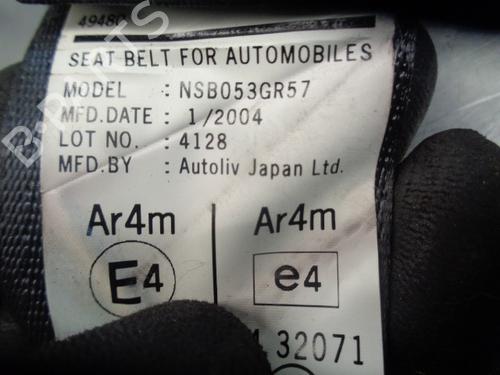 SEAT BELT FOR AUTOMOBILES
MODEL : NSB053GR57
MFD.DATE : 1/2004
LOT NO. : 4128
MFD.BY : Autoliv Japan Ltd.
Ar4m Ar4m
E4 e4
32071